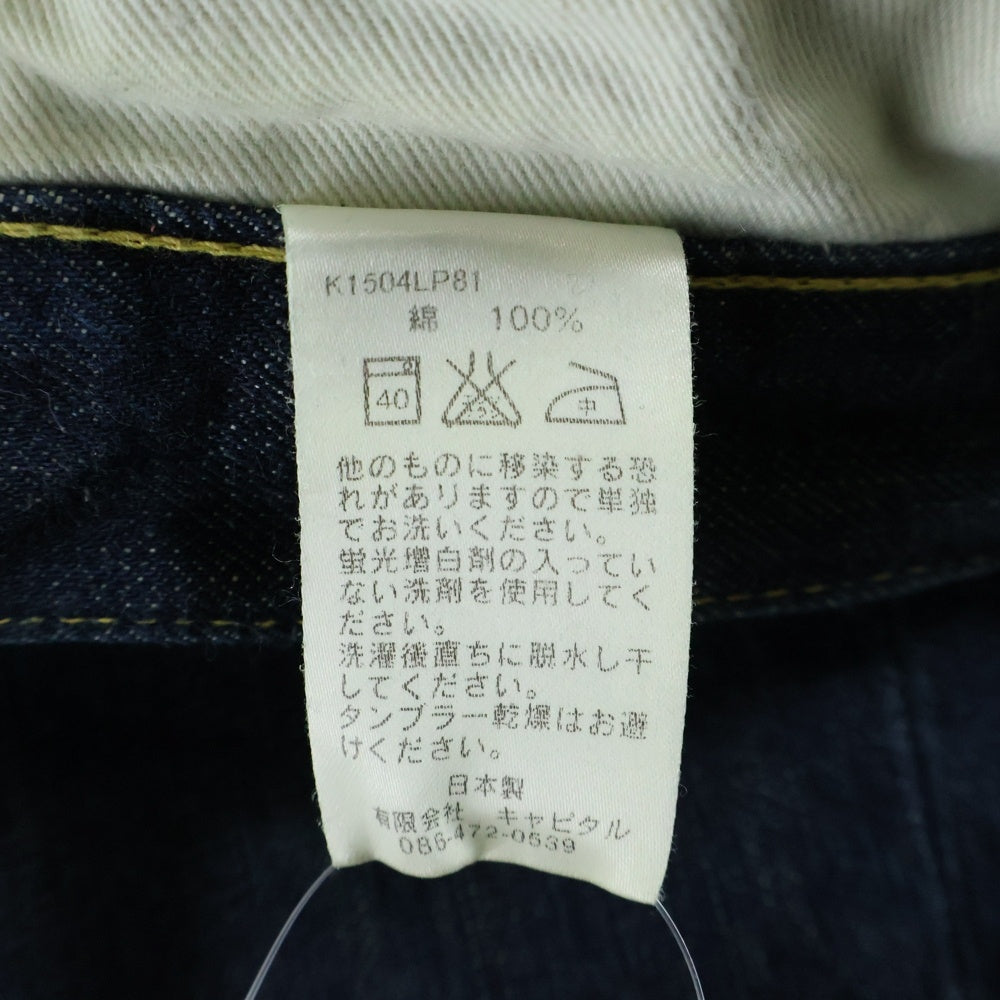 K1504LP81
綿 100%
40
エンソ
中
他のものに移染する恐
れがありますので単独
でお洗いください。
蛍光増白剤の入ってい
ない洗剤を使用してく
ださい。
洗濯後直ちに脱水し干
してください。
タンブラー乾燥はお避
けください。
日本製
有限会社 キャピタル
086-472-0539